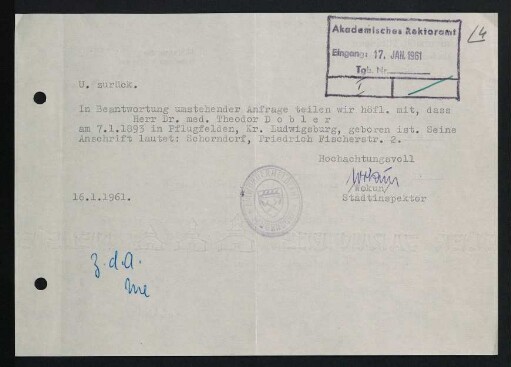 Akademisches Rektoramt
Eingang: 17. JAN. 1961
Tgb. Nr.
U. zurück.
In Beantwortung umstehender Anfrage teilen wir höfl. mit, dass
Herr Dr. med. Theodor D o b l e r
am 7.1.1893 in Pflugfelden, Kr. Ludwigsburg, geboren ist. Seine
Anschrift lautet: Schorndorf, Friedrich Fischerstr. 2.
Hochachtungsvoll
Stadtinspektor
16.1.1961.
z.d.A.